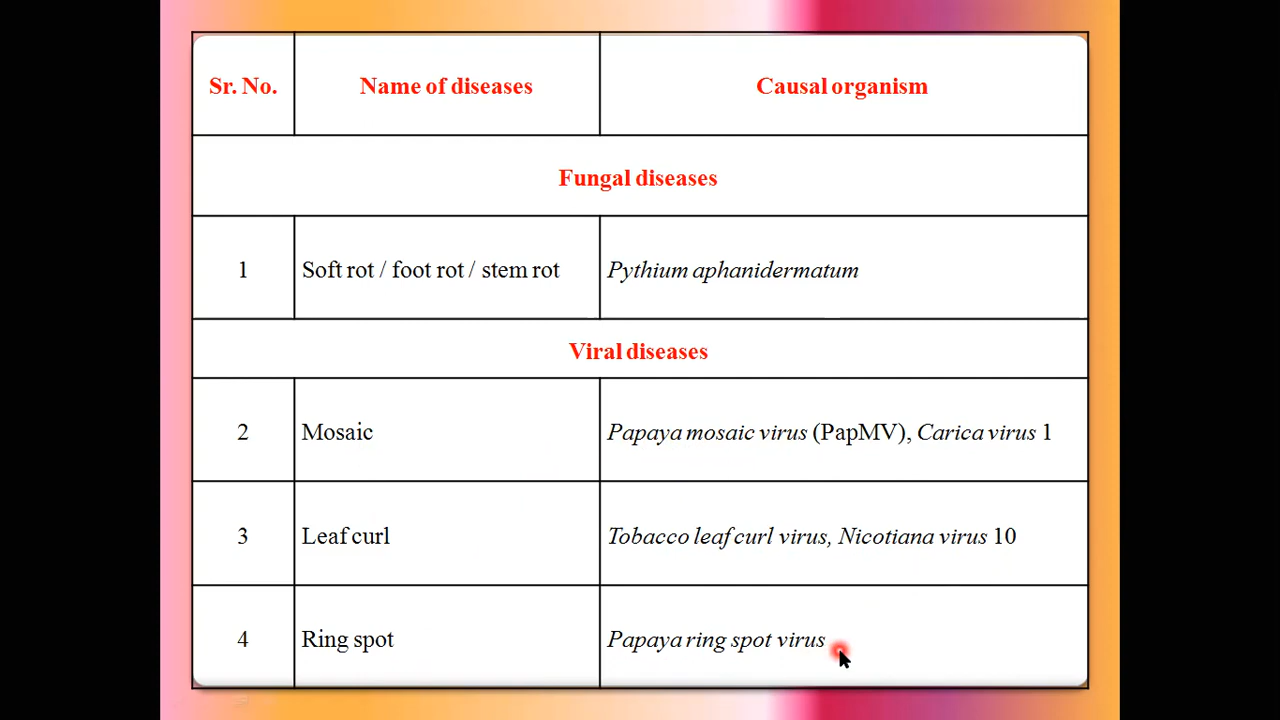 Sr. No. Name of diseases Causal organism
Fungal diseases
1 Soft rot / foot rot / stem rot Pythium aphanidermatum
Viral diseases
2 Mosaic Papaya mosaic virus (PapMV), Carica virus 1
3 Leaf curl Tobacco leaf curl virus, Nicotiana virus 10
4 Ring spot Papaya ring spot virus